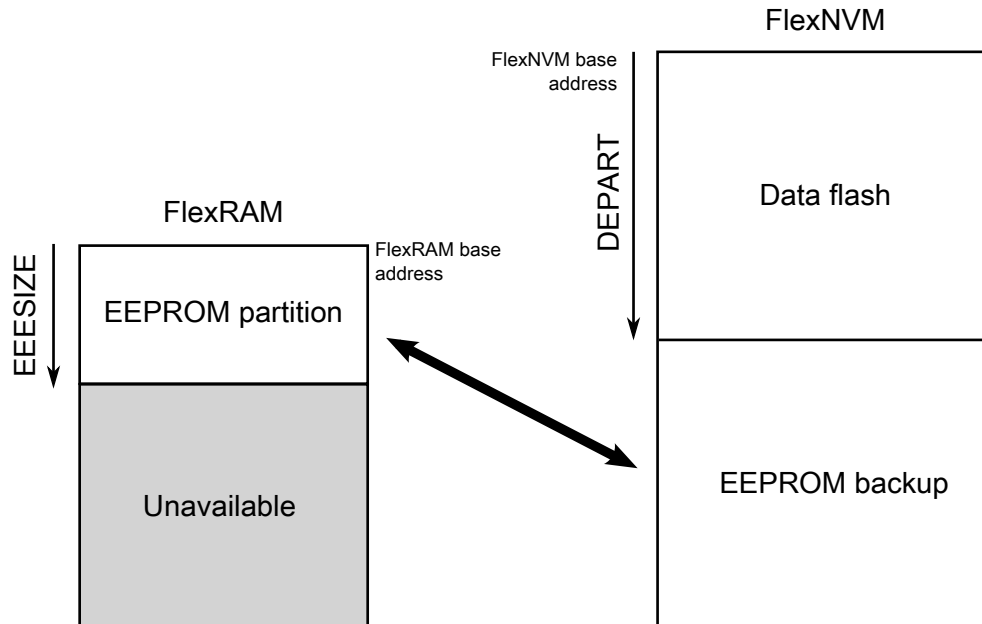 FlexNVM
FlexNVM base
address
DEPART
Data flash
FlexRAM
FlexRAM base
address
EEESIZE
EEPROM partition
Unavailable
EEPROM backup